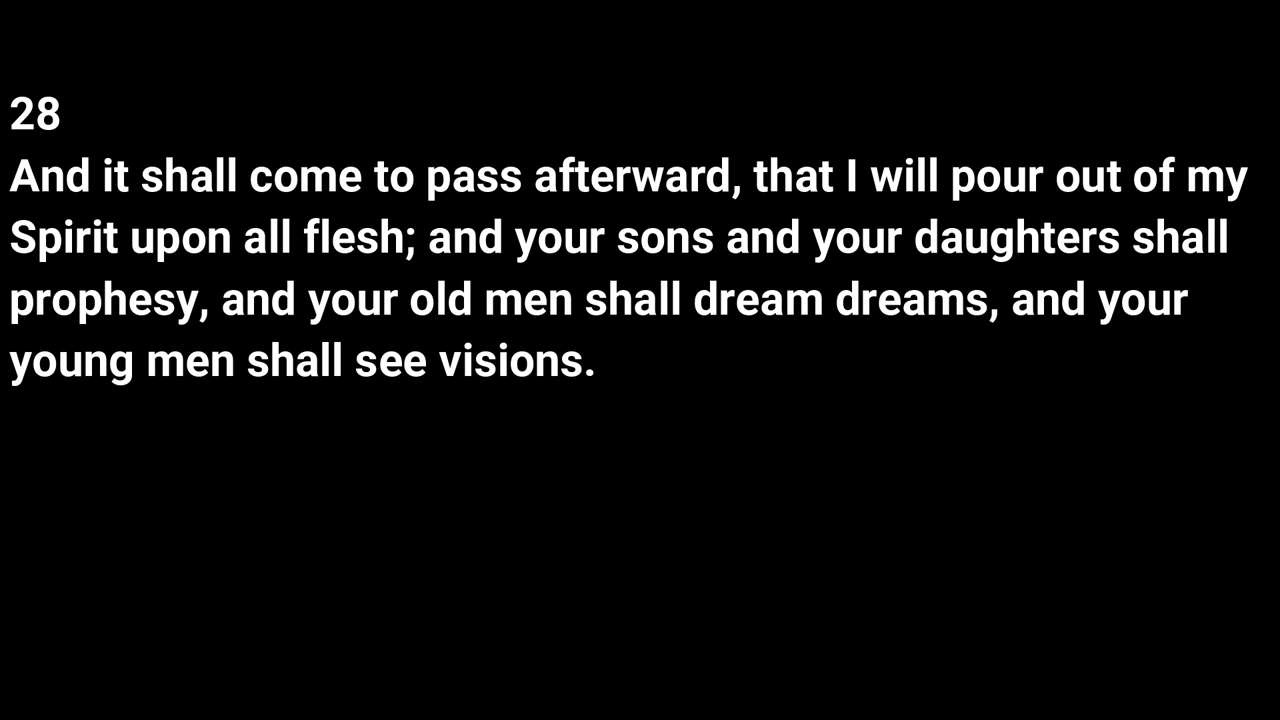 28
And it shall come to pass afterward, that I will pour out of my
Spirit upon all flesh; and your sons and your daughters shall
prophesy, and your old men shall dream dreams, and your
young men shall see visions.